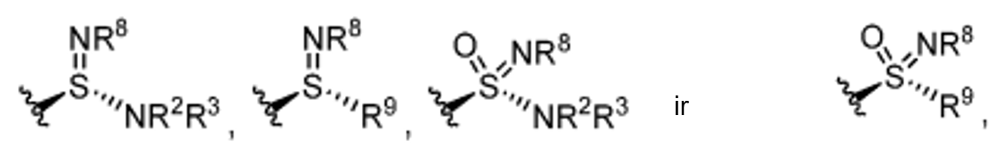 NR⁸ NR⁸ O NR⁸ O NR⁸
S S S ir S
NR²R³, R⁹, NR²R³ R⁹,